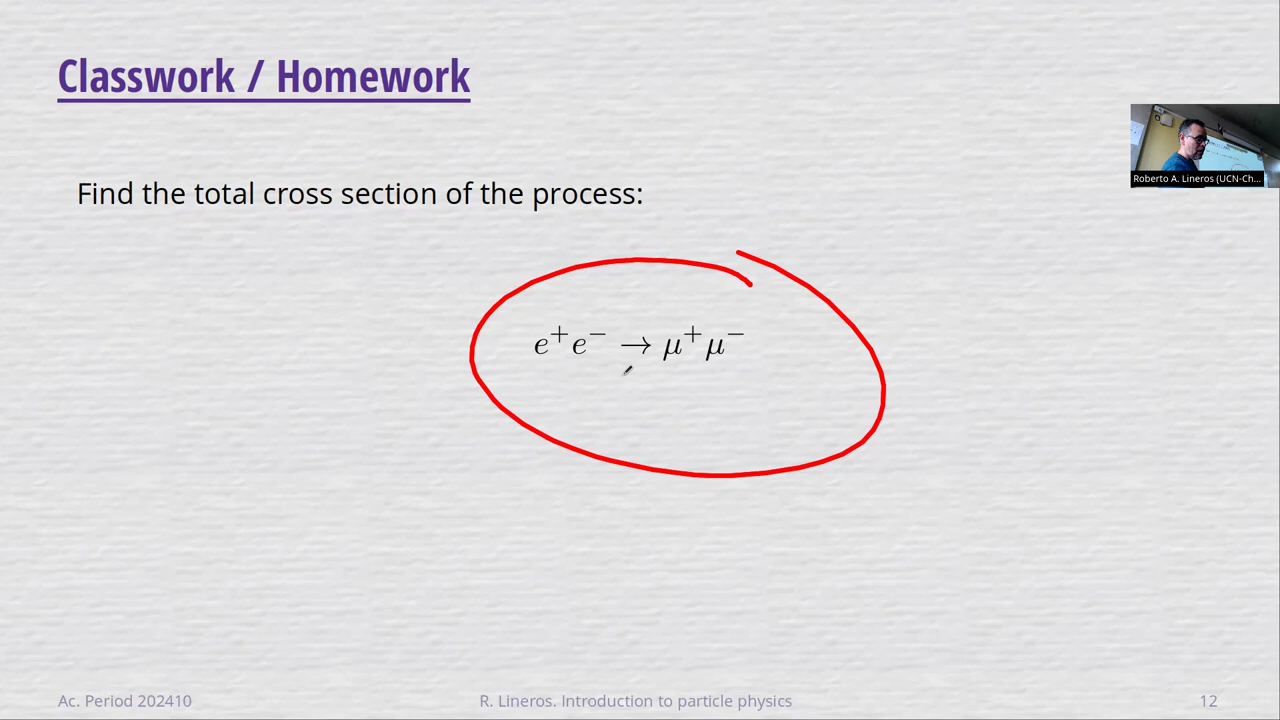 Classwork / Homework
Find the total cross section of the process:
e⁺e⁻ → μ⁺μ⁻
Roberto A. Lineros (UCN-Ch...
Ac. Period 202410
R. Lineros. Introduction to particle physics
12